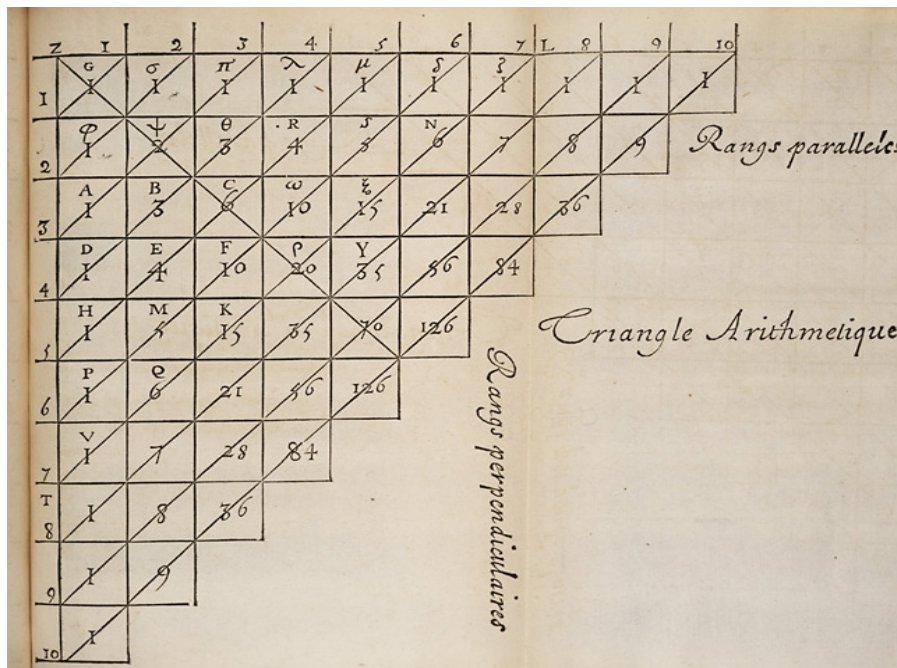 Z 1 2 3 4 5 6 7 L 8 9 10
G σ π λ μ δ ζ
1 1 1 1 1 1 1 1 1 1 1
φ ψ θ R S N
2 1 2 3 4 5 6 7 8 9
Rangs paralleles
A B C ω ξ
3 1 3 6 10 15 21 28 36
D E F ρ Y
4 1 4 10 20 35 56 84
H M K
5 1 5 15 35 70 126
Triangle Arithmetique
P Q
6 1 6 21 56 126
Rangs perpendiculaires
V
7 1 7 28 84
T
8 1 8 36
9 1 9
10 1